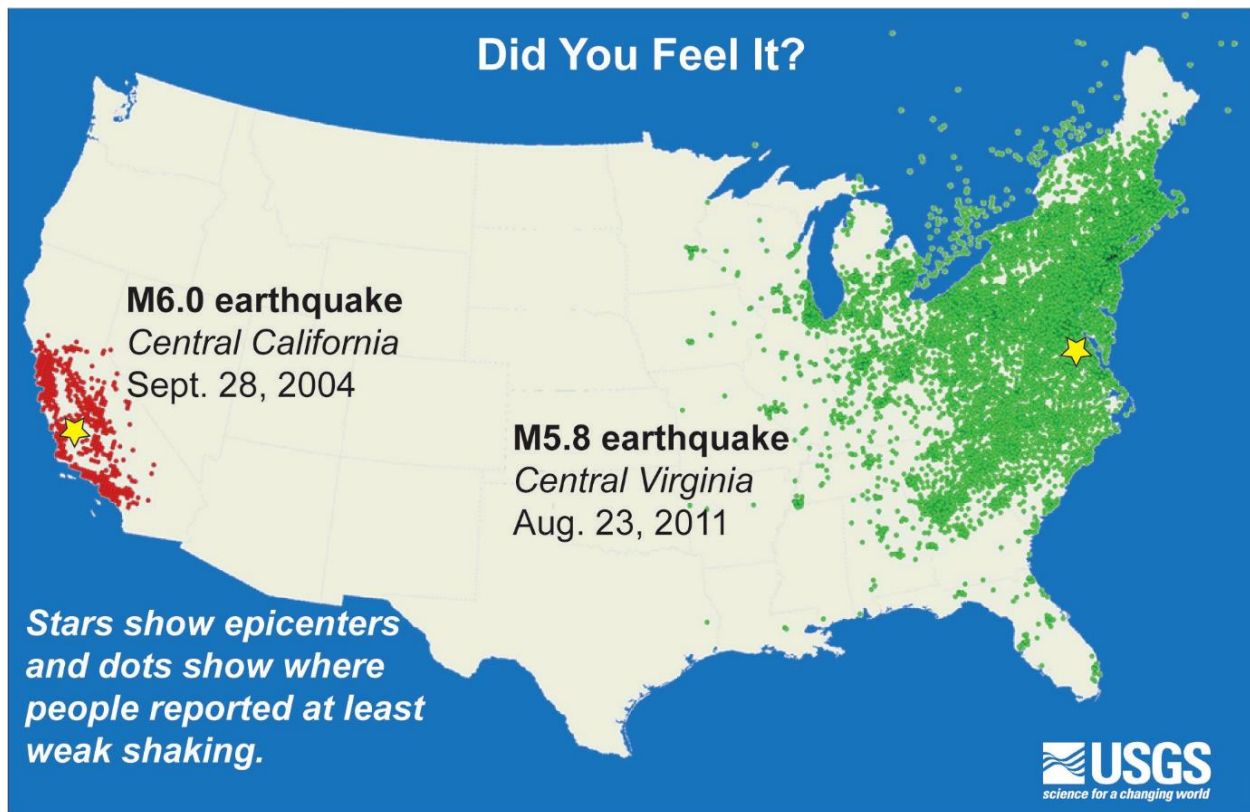 Did You Feel It?
M6.0 earthquake
Central California
Sept. 28, 2004
M5.8 earthquake
Central Virginia
Aug. 23, 2011
Stars show epicenters
and dots show where
people reported at least
weak shaking.
USGS
science for a changing world